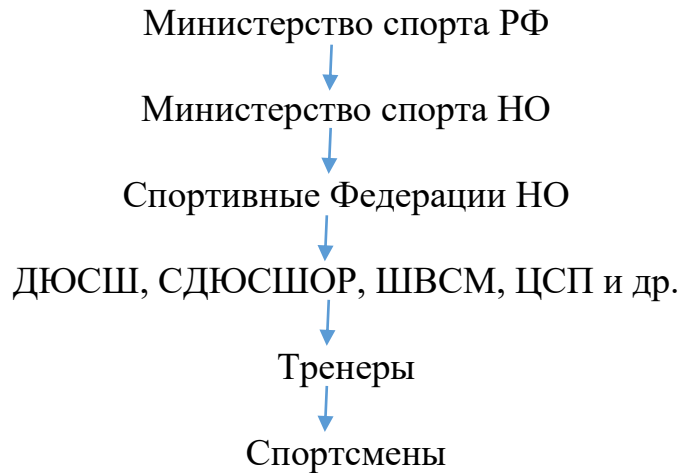 Министерство спорта РФ
Министерство спорта НО
Спортивные Федерации НО
ДЮСШ, СДЮСШОР, ШВСМ, ЦСП и др.
Тренеры
Спортсмены